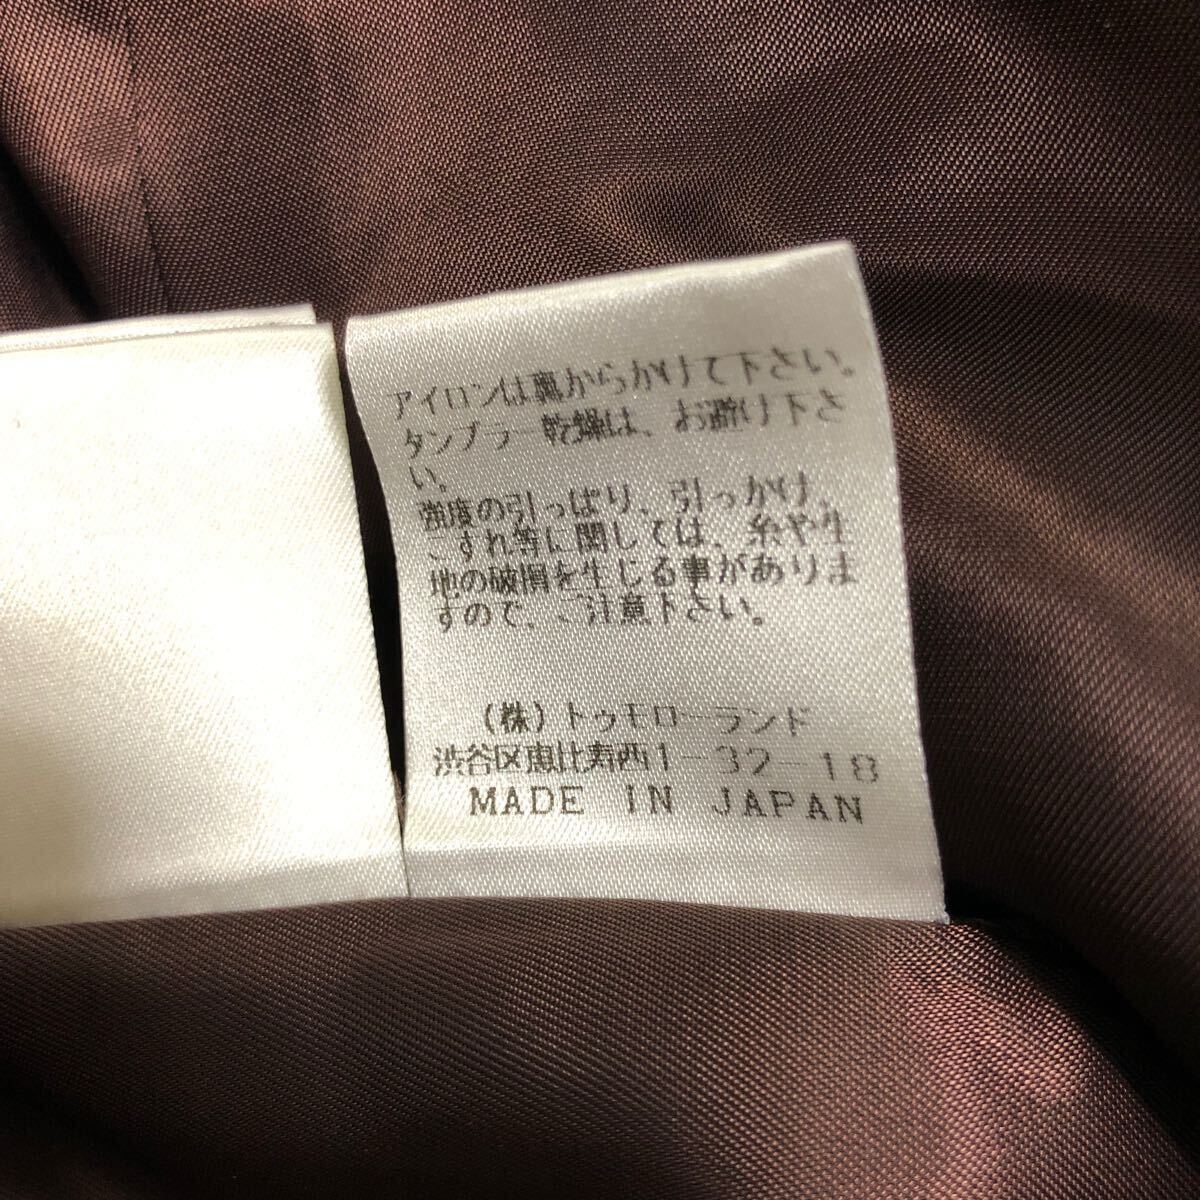 アイロンは裏からかけて下さい。
タンブラー乾燥は、お避け下さ
い。
強度の引っぱり、引っかけ、
こすれ等に関しては、糸や生
地の破損を生じる事がありま
すので、ご注意下さい。
(株)トゥモローランド
渋谷区恵比寿西1-32-18
MADE IN JAPAN